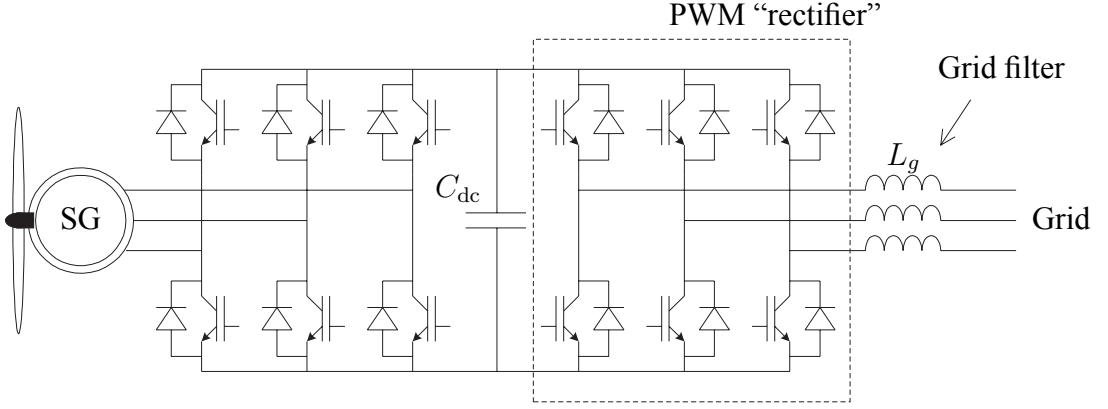 PWM “rectifier”
Grid filter
L_g
C_dc
SG
Grid